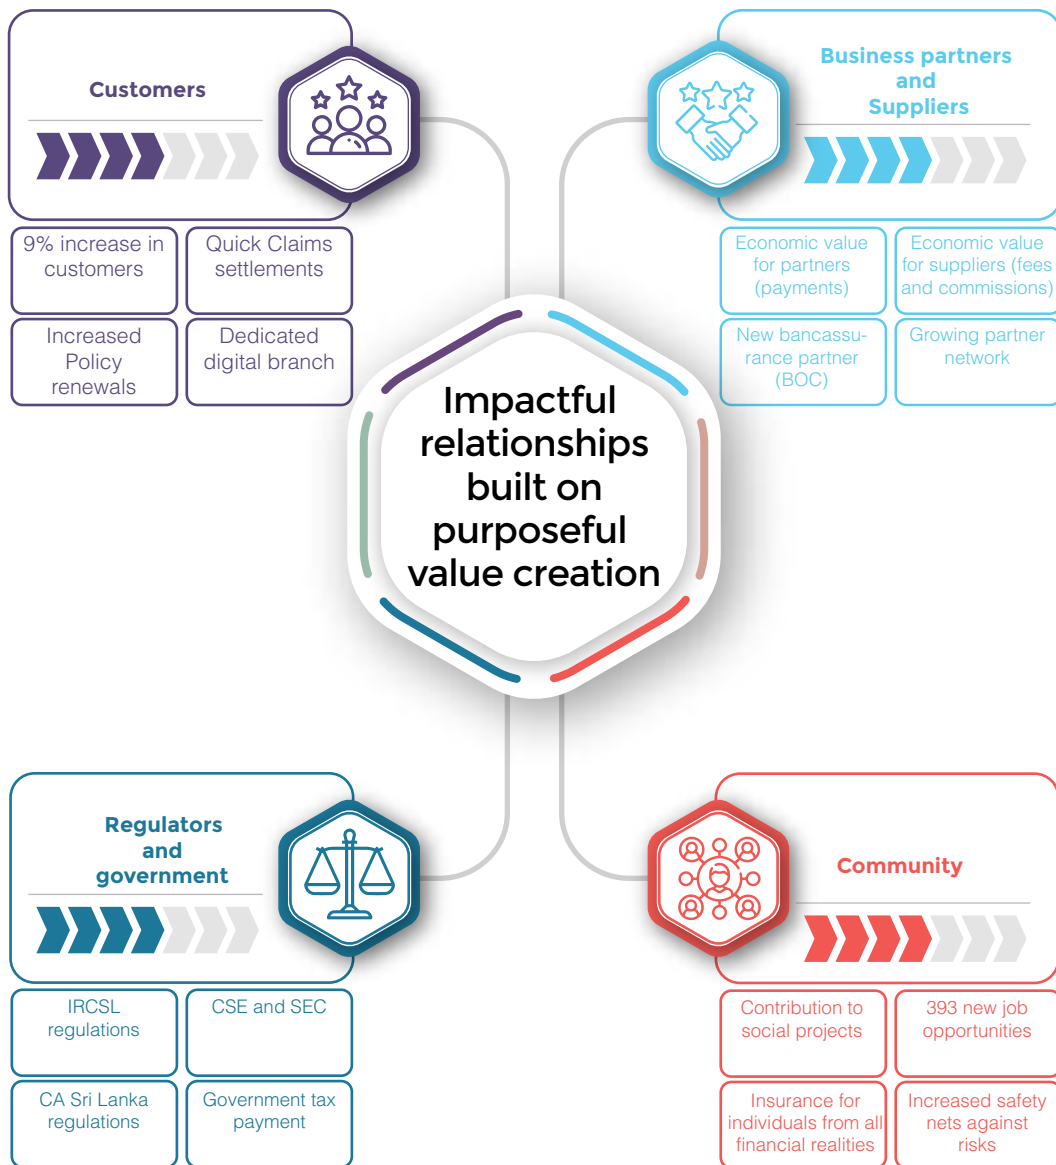 Customers
9% increase in
customers
Quick Claims
settlements
Increased
Policy
renewals
Dedicated
digital branch
Business partners
and
Suppliers
Economic value
for partners
(payments)
Economic value
for suppliers (fees
and commissions)
New bancassu-
rance partner
(BOC)
Growing partner
network
Impactful
relationships
built on
purposeful
value creation
Regulators
and
government
IRCSL
regulations
CSE and SEC
CA Sri Lanka
regulations
Government tax
payment
Community
Contribution to
social projects
393 new job
opportunities
Insurance for
individuals from all
financial realities
Increased safety
nets against
risks